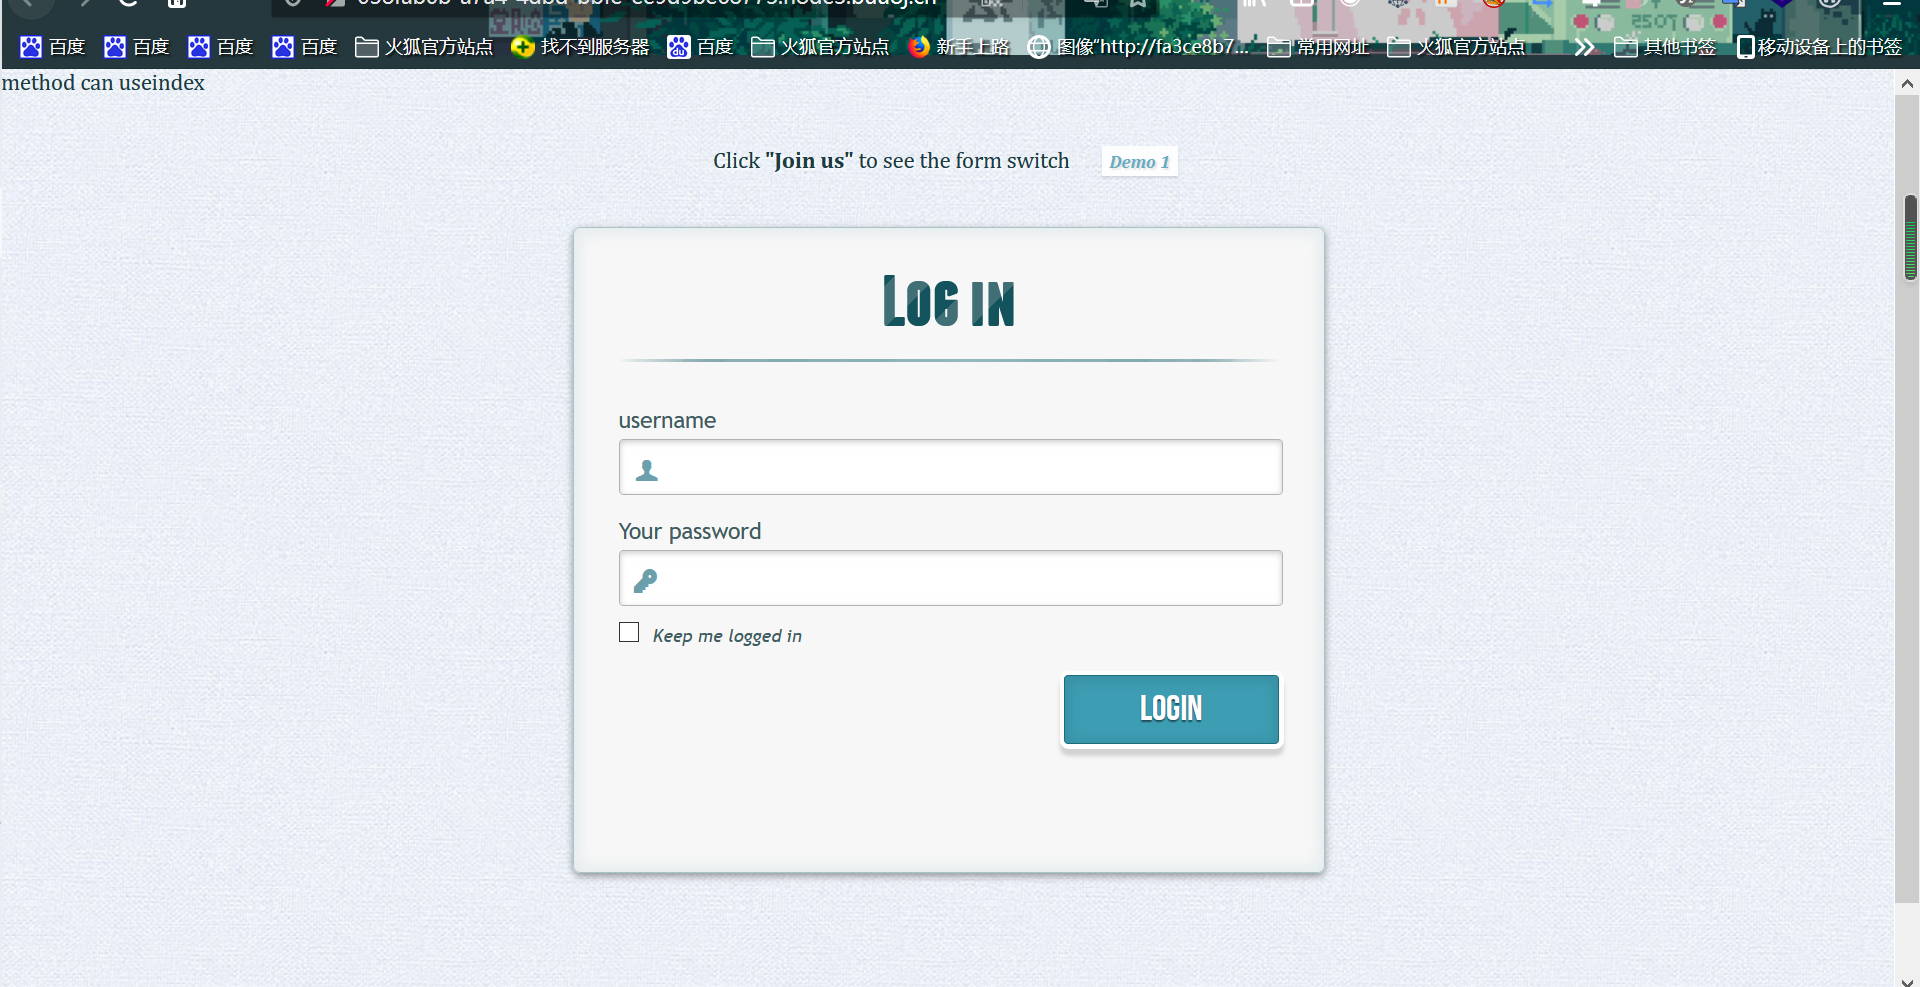 百度 百度 百度 百度 火狐官方站点 找不到服务器 百度 火狐官方站点 新手上路 图像“http://fa3ce8b7... 常用网址 火狐官方站点 其他书签 移动设备上的书签
method can useindex
Click "Join us" to see the form switch Demo 1
Log in
username
Your password
Keep me logged in
LOGIN